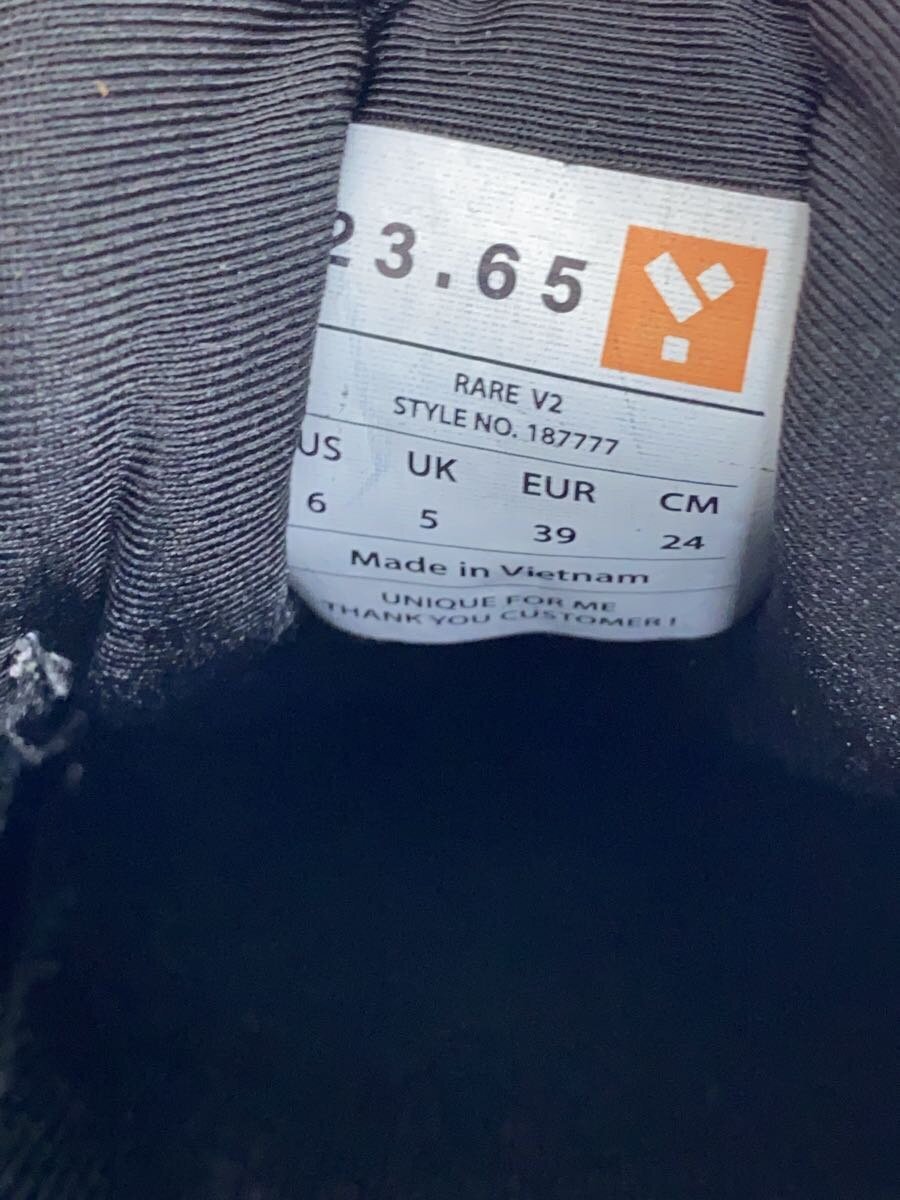 23.65
RARE V2
STYLE NO. 187777
US UK EUR CM
6 5 39 24
Made in Vietnam
UNIQUE FOR ME
THANK YOU CUSTOMER!